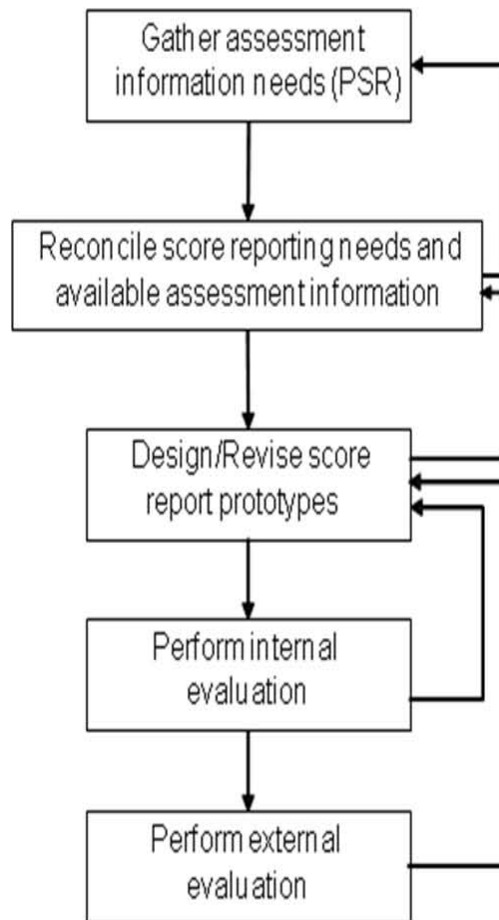 Gather assessment
information needs (PSR)
Reconcile score reporting needs and
available assessment information
Design/Revise score
report prototypes
Perform internal
evaluation
Perform external
evaluation